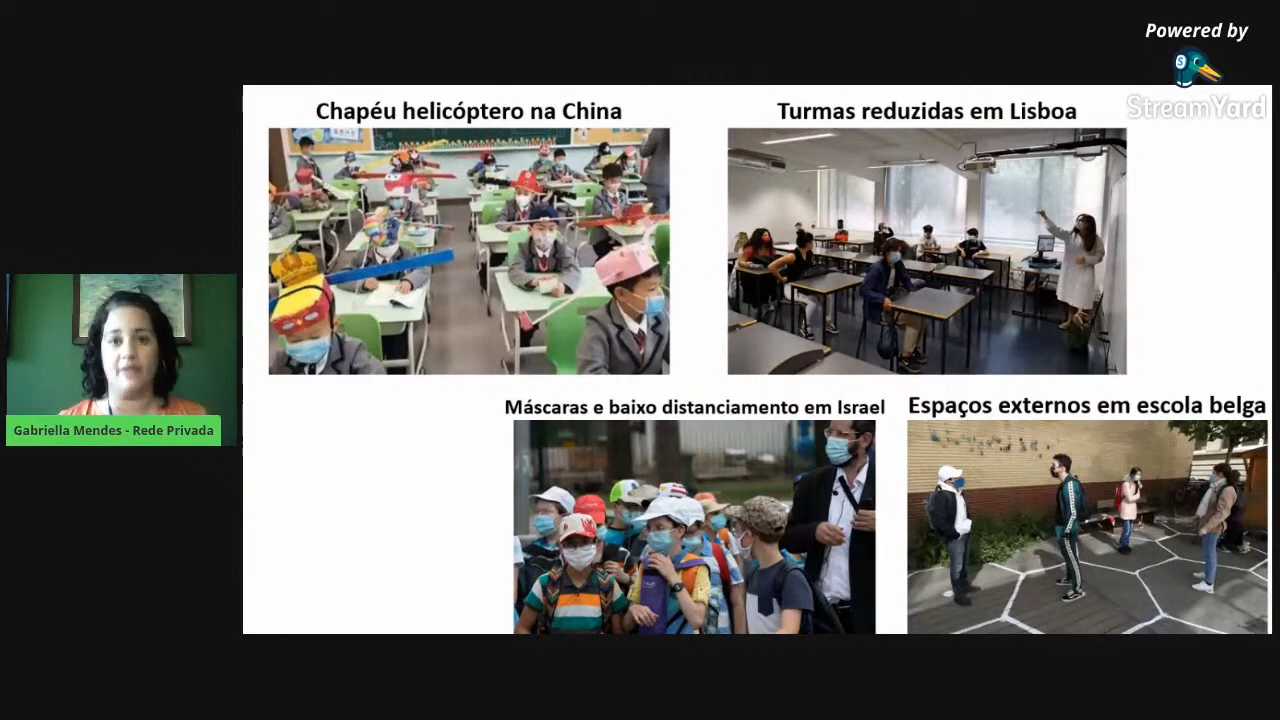 Powered by
StreamYard
Chapéu helicóptero na China
Turmas reduzidas em Lisboa
Máscaras e baixo distanciamento em Israel
Espaços externos em escola belga
Gabriella Mendes - Rede Privada